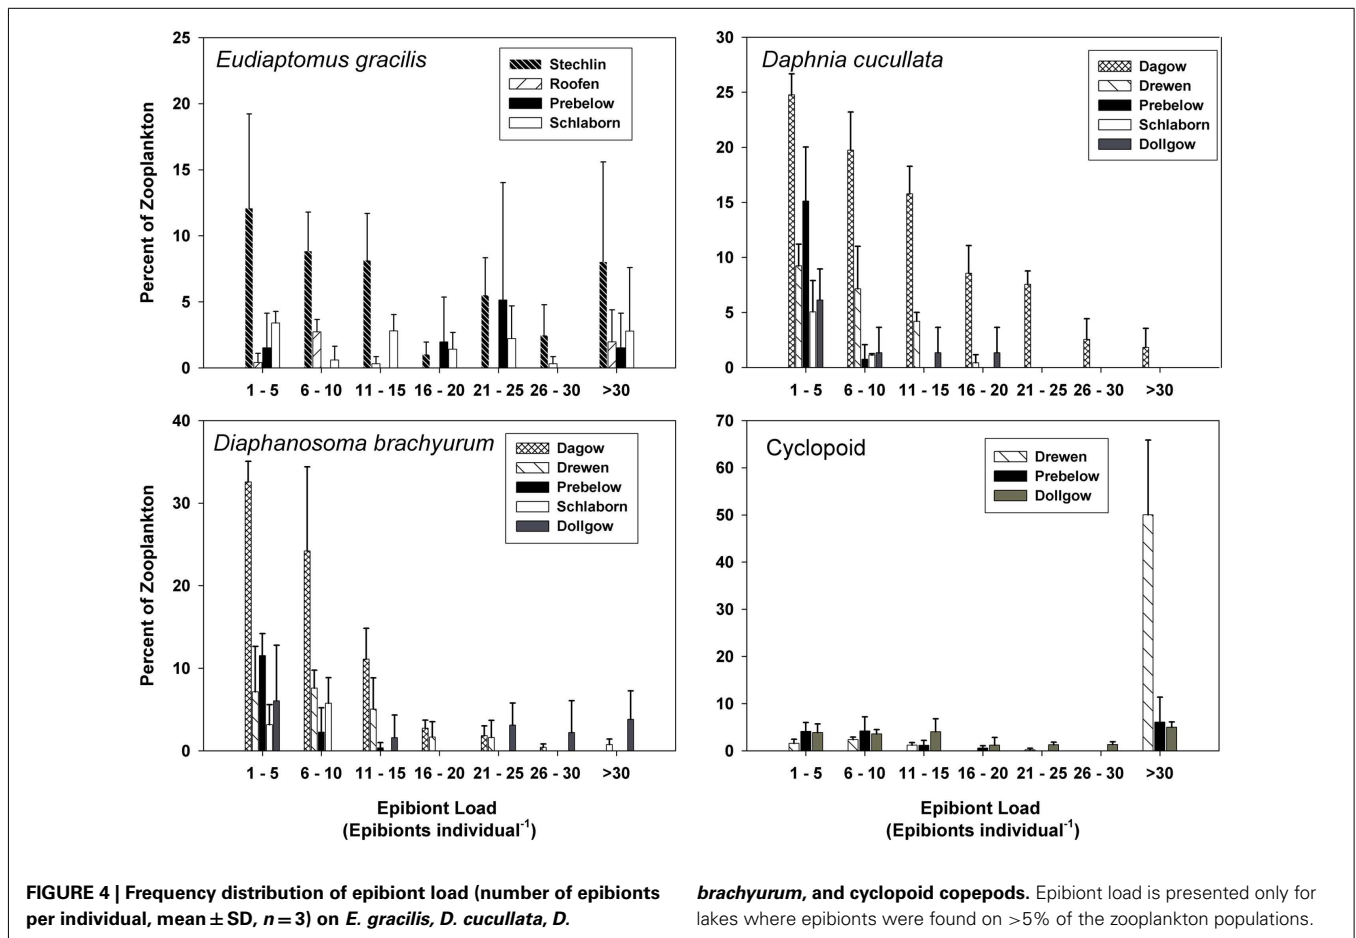 Eudiaptomus gracilis
Percent of Zooplankton
25
20
15
10
5
0
Stechlin
Roofen
Prebelow
Schlaborn
1 - 5
6 - 10
11 - 15
16 - 20
21 - 25
26 - 30
>30
Daphnia cucullata
30
25
20
15
10
5
0
Dagow
Drewen
Prebelow
Schlaborn
Dollgow
1 - 5
6 - 10
11 - 15
16 - 20
21 - 25
26 - 30
>30
Diaphanosoma brachyurum
Percent of Zooplankton
40
30
20
10
0
Dagow
Drewen
Prebelow
Schlaborn
Dollgow
1 - 5
6 - 10
11 - 15
16 - 20
21 - 25
26 - 30
>30
Epibiont Load
(Epibionts individual⁻¹)
Cyclopoid
70
60
50
40
30
20
10
0
Drewen
Prebelow
Dollgow
1 - 5
6 - 10
11 - 15
16 - 20
21 - 25
26 - 30
>30
Epibiont Load
(Epibionts individual⁻¹)
FIGURE 4 | Frequency distribution of epibiont load (number of epibionts
per individual, mean ± SD, n = 3) on E. gracilis, D. cucullata, D.
brachyurum, and cyclopoid copepods. Epibiont load is presented only for
lakes where epibionts were found on >5% of the zooplankton populations.